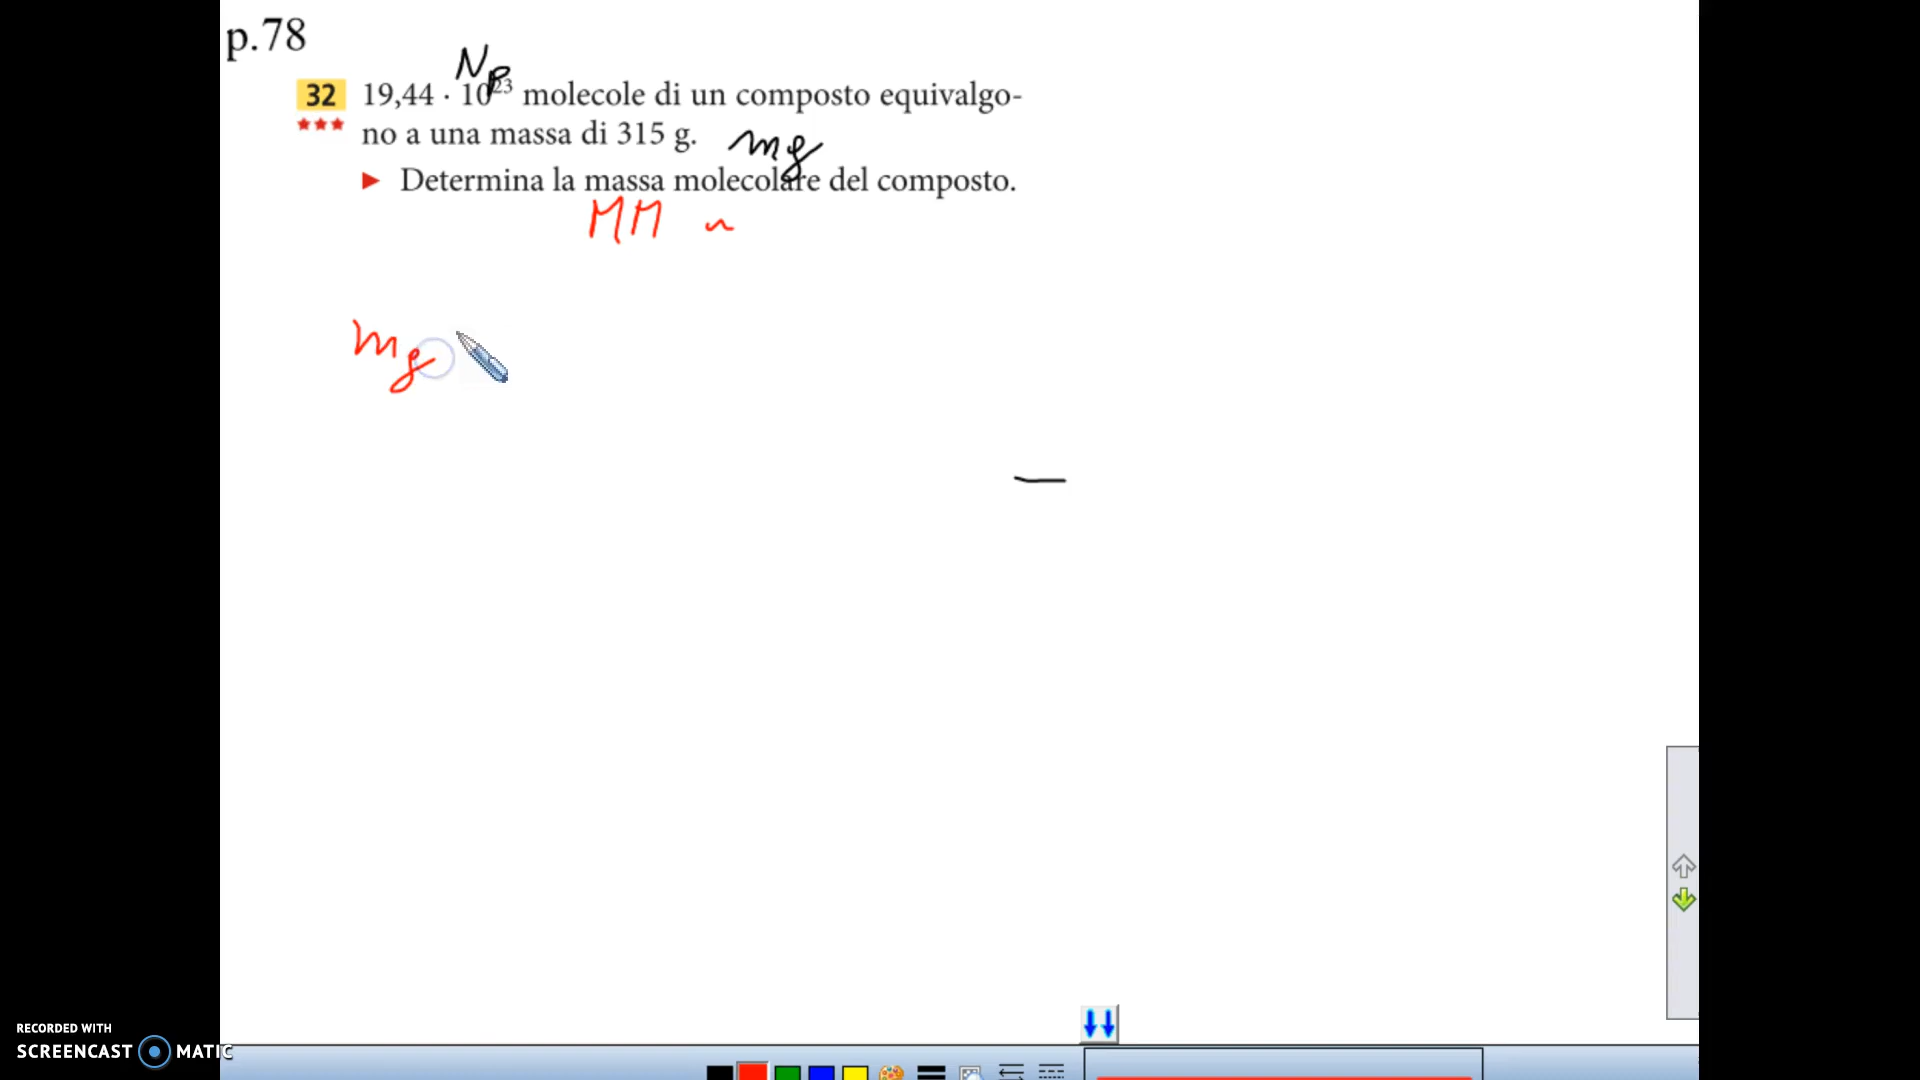 p.78
Np
32 19,44 · 10²³ molecole di un composto equivalgo-
no a una massa di 315 g. mg
► Determina la massa molecolare del composto.
MM ~
mg
RECORDED WITH
SCREENCAST MATIC